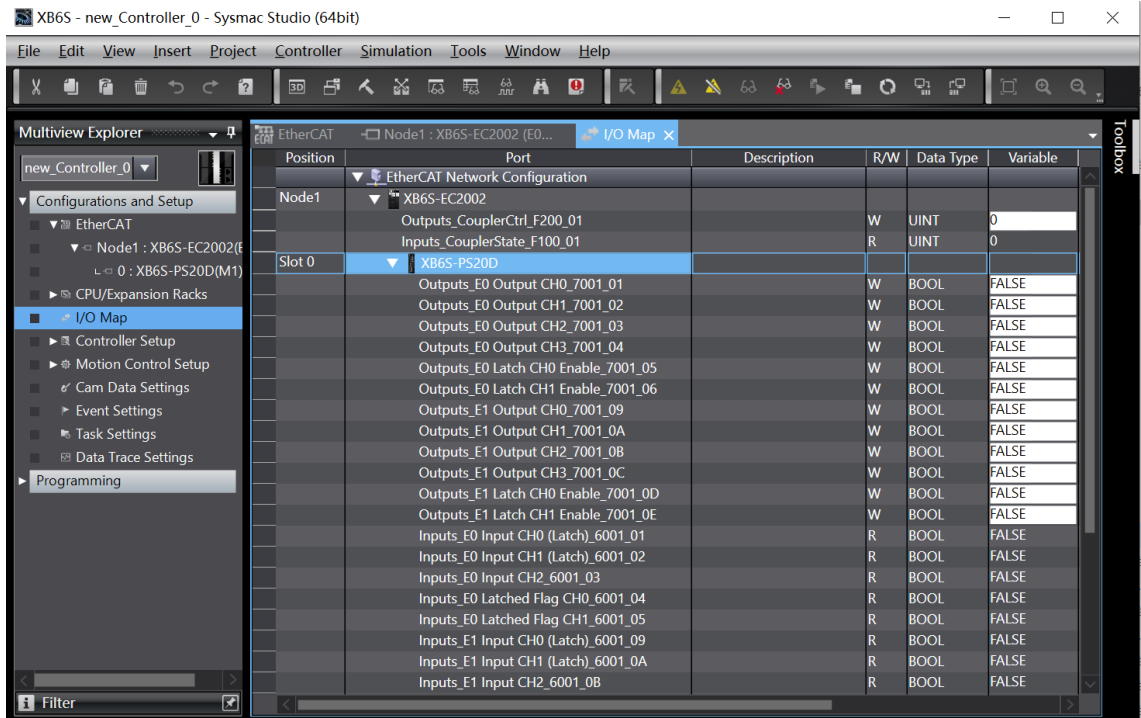 XB6S - new_Controller_0 - Sysmac Studio (64bit)
File Edit View Insert Project Controller Simulation Tools Window Help
Multiview Explorer
new_Controller_0
Configurations and Setup
EtherCAT
Node1 : XB6S-EC2002(E
0 : XB6S-PS20D(M1)
CPU/Expansion Racks
I/O Map
Controller Setup
Motion Control Setup
Cam Data Settings
Event Settings
Task Settings
Data Trace Settings
Programming
Filter
EtherCAT Node1 : XB6S-EC2002 (E0... I/O Map
Position Port Description R/W Data Type Variable
EtherCAT Network Configuration
Node1 XB6S-EC2002
Outputs_CouplerCtrl_F200_01 W UINT 0
Inputs_CouplerState_F100_01 R UINT 0
Slot 0 XB6S-PS20D
Outputs_E0 Output CH0_7001_01 W BOOL FALSE
Outputs_E0 Output CH1_7001_02 W BOOL FALSE
Outputs_E0 Output CH2_7001_03 W BOOL FALSE
Outputs_E0 Output CH3_7001_04 W BOOL FALSE
Outputs_E0 Latch CH0 Enable_7001_05 W BOOL FALSE
Outputs_E0 Latch CH1 Enable_7001_06 W BOOL FALSE
Outputs_E1 Output CH0_7001_09 W BOOL FALSE
Outputs_E1 Output CH1_7001_0A W BOOL FALSE
Outputs_E1 Output CH2_7001_0B W BOOL FALSE
Outputs_E1 Output CH3_7001_0C W BOOL FALSE
Outputs_E1 Latch CH0 Enable_7001_0D W BOOL FALSE
Outputs_E1 Latch CH1 Enable_7001_0E W BOOL FALSE
Inputs_E0 Input CH0 (Latch)_6001_01 R BOOL FALSE
Inputs_E0 Input CH1 (Latch)_6001_02 R BOOL FALSE
Inputs_E0 Input CH2_6001_03 R BOOL FALSE
Inputs_E0 Latched Flag CH0_6001_04 R BOOL FALSE
Inputs_E0 Latched Flag CH1_6001_05 R BOOL FALSE
Inputs_E1 Input CH0 (Latch)_6001_09 R BOOL FALSE
Inputs_E1 Input CH1 (Latch)_6001_0A R BOOL FALSE
Inputs_E1 Input CH2_6001_0B R BOOL FALSE
Toolbox